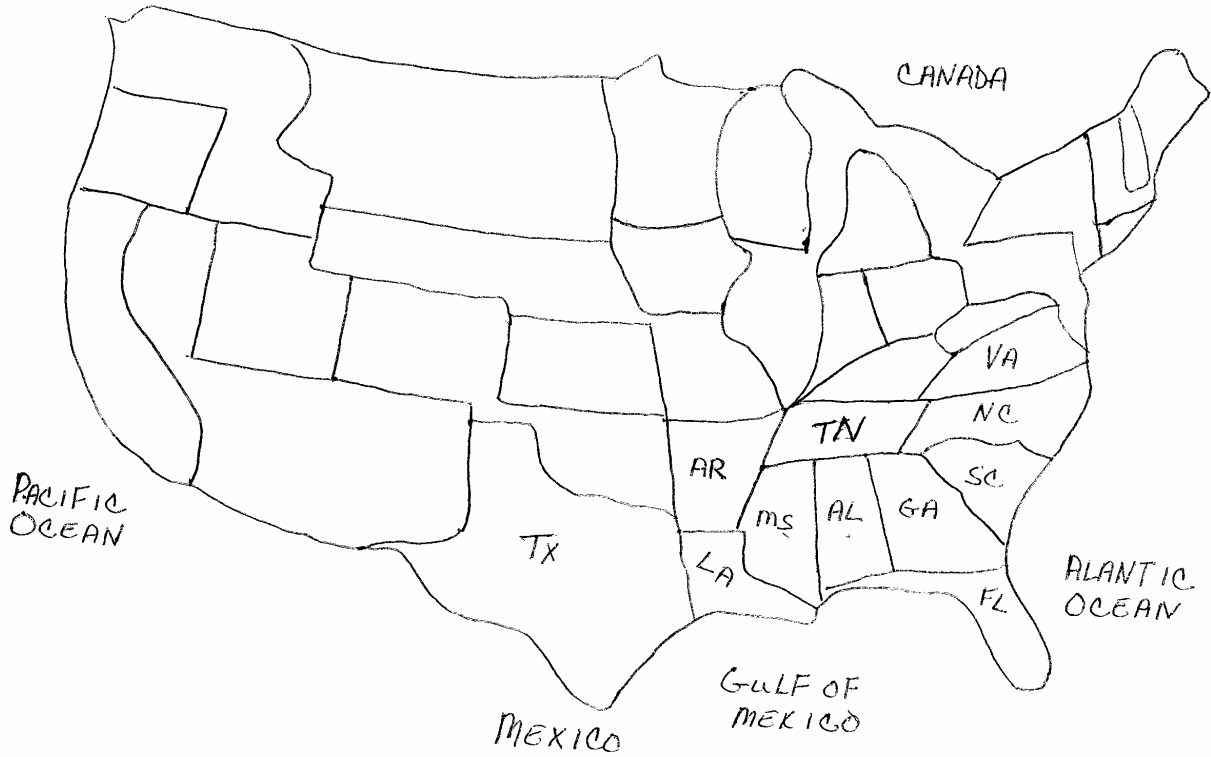 CANADA
VA
NC
TN
AR
SC
MS
AL
GA
PACIFIC
OCEAN
TX
LA
FL
ALANTIC
OCEAN
GULF OF
MEXICO
MEXICO